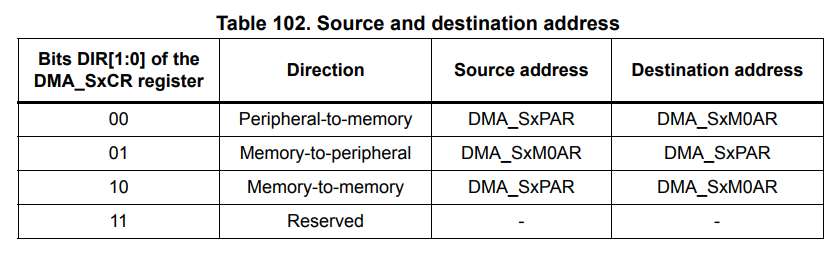 Table 102. Source and destination address
Bits DIR[1:0] of the DMA_SxCR register Direction Source address Destination address
00 Peripheral-to-memory DMA_SxPAR DMA_SxM0AR
01 Memory-to-peripheral DMA_SxM0AR DMA_SxPAR
10 Memory-to-memory DMA_SxPAR DMA_SxM0AR
11 Reserved - -